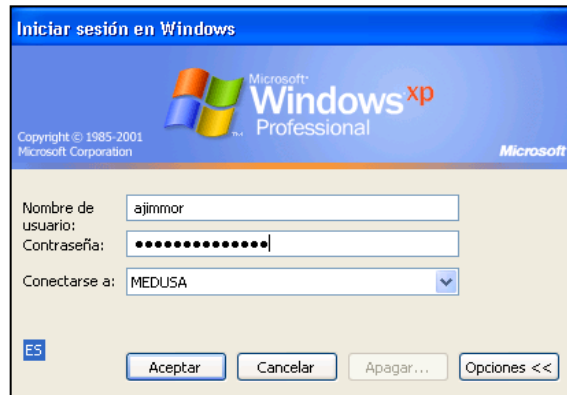 Iniciar sesión en Windows
Microsoft
Windows xp
Professional
Copyright © 1985-2001
Microsoft Corporation
Microsoft
Nombre de
usuario:
ajimmor
Contraseña:
●●●●●●●●●●●●●●
Conectarse a:
MEDUSA
ES
Aceptar
Cancelar
Apagar...
Opciones <<